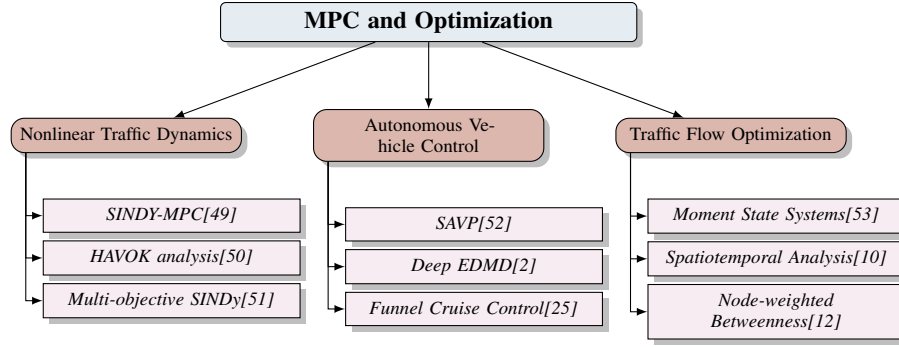 MPC and Optimization
Nonlinear Traffic Dynamics
SINDY-MPC[49]
HAVOK analysis[50]
Multi-objective SINDy[51]
Autonomous Ve-
hicle Control
SAVP[52]
Deep EDMD[2]
Funnel Cruise Control[25]
Traffic Flow Optimization
Moment State Systems[53]
Spatiotemporal Analysis[10]
Node-weighted
Betweenness[12]